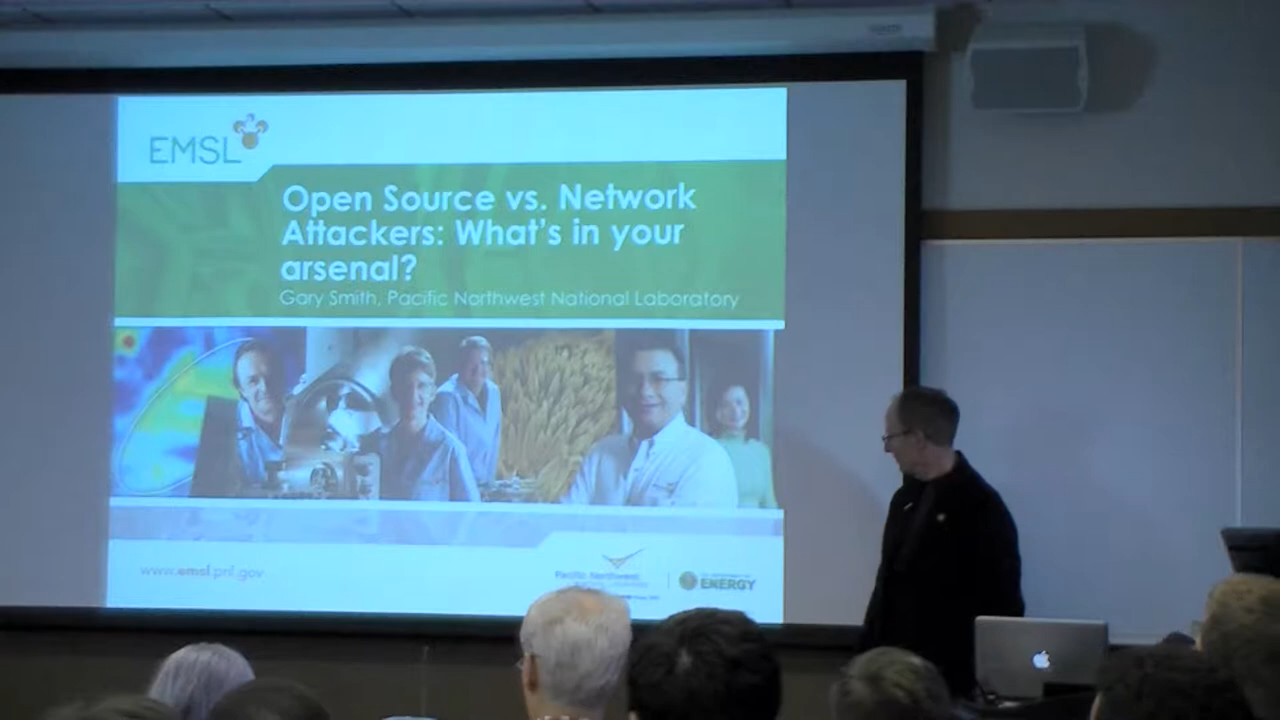 EMSL
Open Source vs. Network
Attackers: What's in your
arsenal?
Gary Smith, Pacific Northwest National Laboratory
www.emsl.pnl.gov
Pacific Northwest
ENERGY